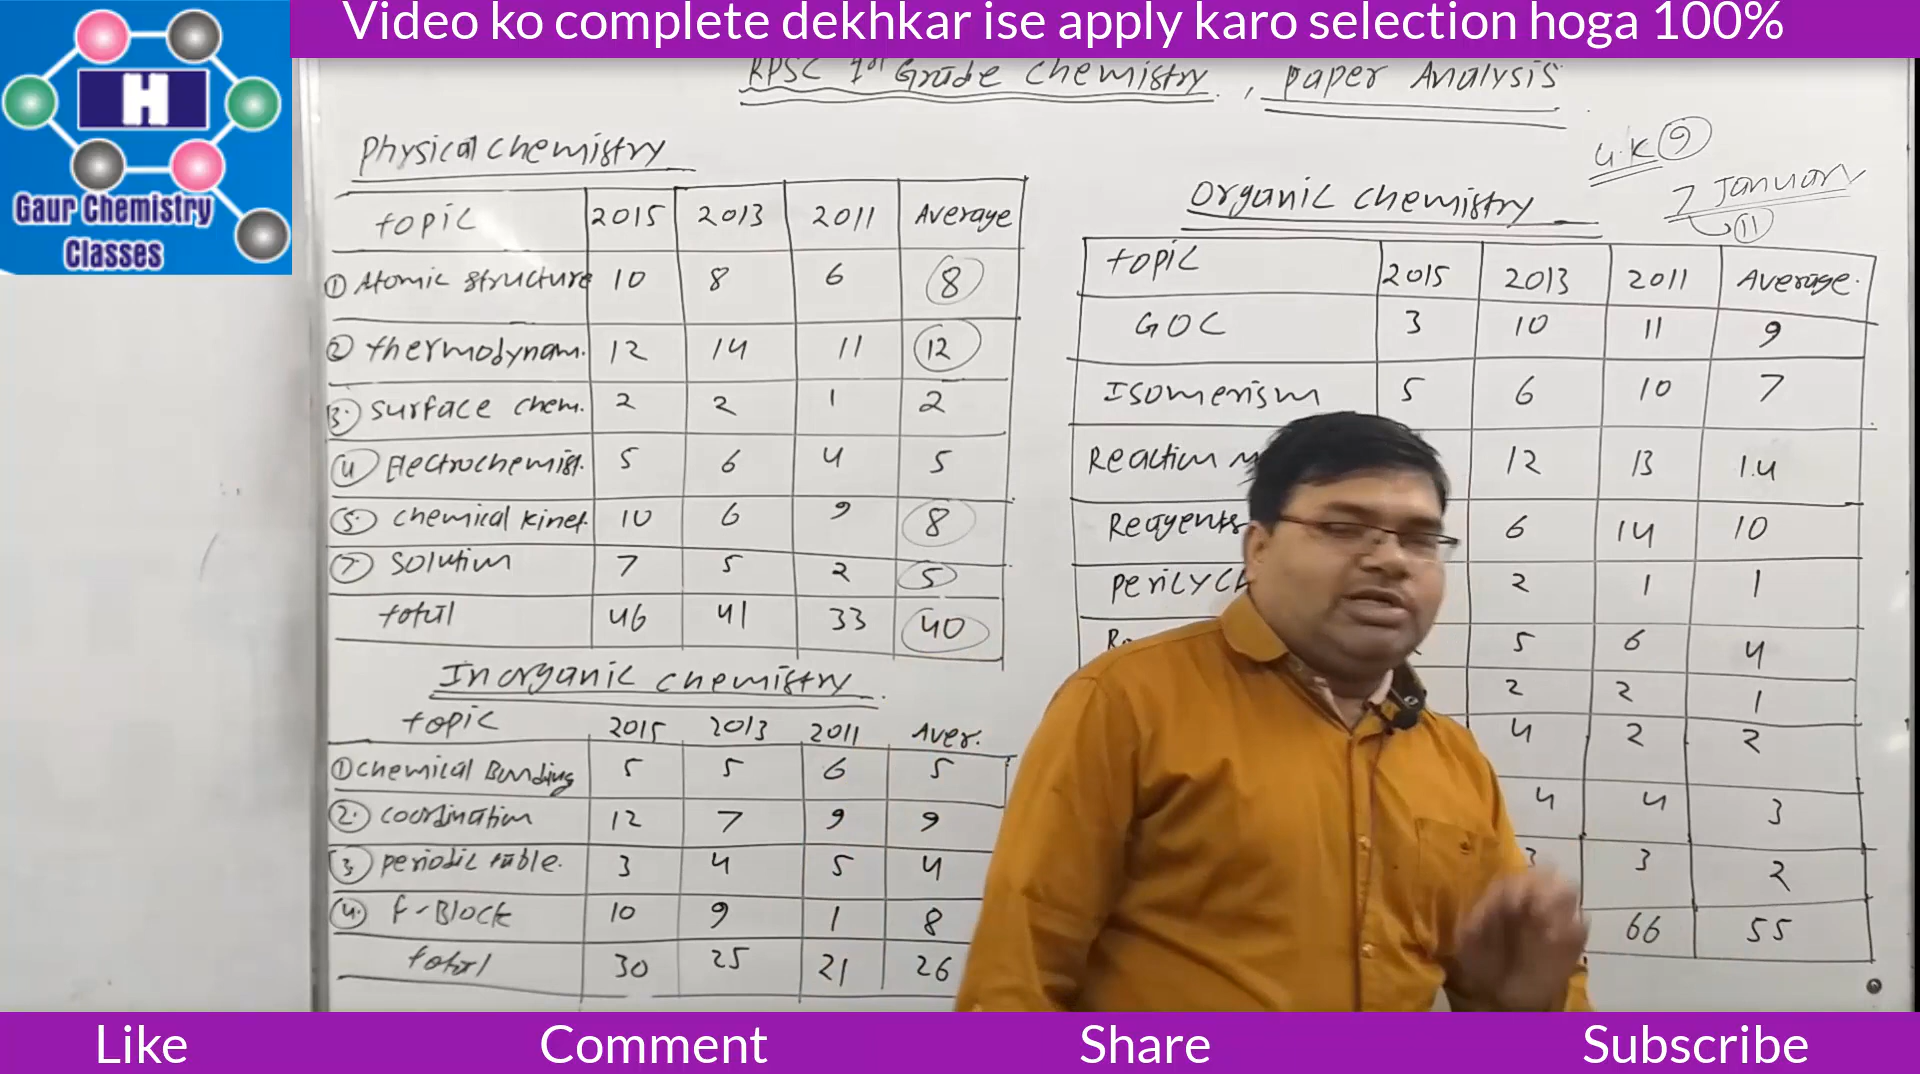 Video ko complete dekhkar ise apply karo selection hoga 100%
H
Gaur Chemistry
Classes
RPSC 1st Grade Chemistry, paper Analysis
G.K 9
7 January
11
Physical chemistry
topic 2015 2013 2011 Average
1 Atomic structure 10 8 6 8
2 thermodynam. 12 14 11 12
3. surface chem. 2 2 1 2
4 Electrochemist. 5 6 4 5
5. chemical kinet. 10 6 9 8
7 solution 7 5 2 5
total 46 41 33 40
Inorganic chemistry
topic 2015 2013 2011 Aver.
1 chemical Bonding 5 5 6 5
2. coordination 12 7 9 9
3 periodic table. 3 4 5 4
4. f-Block 10 9 1 8
total 30 25 21 26
Organic chemistry
topic 2015 2013 2011 Average.
GOC 3 10 11 9
Isomerism 5 6 10 7
Reaction 12 13 14
Reagents 6 14 10
2 1 1
5 6 4
2 2 1
4 2 2
4 4 3
3 3 2
66 55
Like Comment Share Subscribe